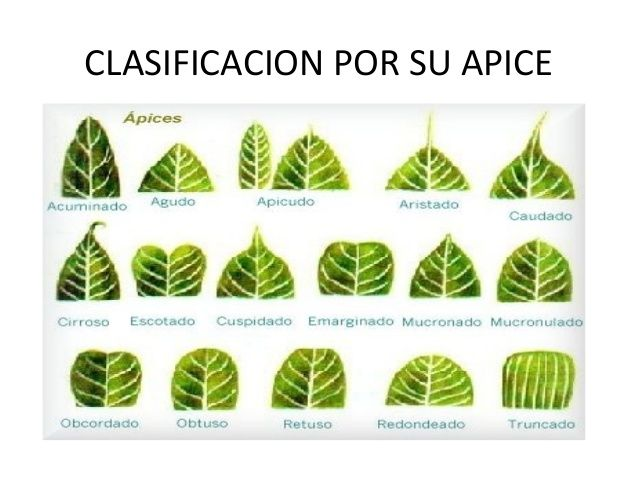 CLASIFICACION POR SU APICE
Ápices
Acuminado Agudo Apicudo Aristado Caudado
Cirroso Escotado Cuspidado Emarginado Mucronado Mucronulado
Obcordado Obtuso Retuso Redondeado Truncado